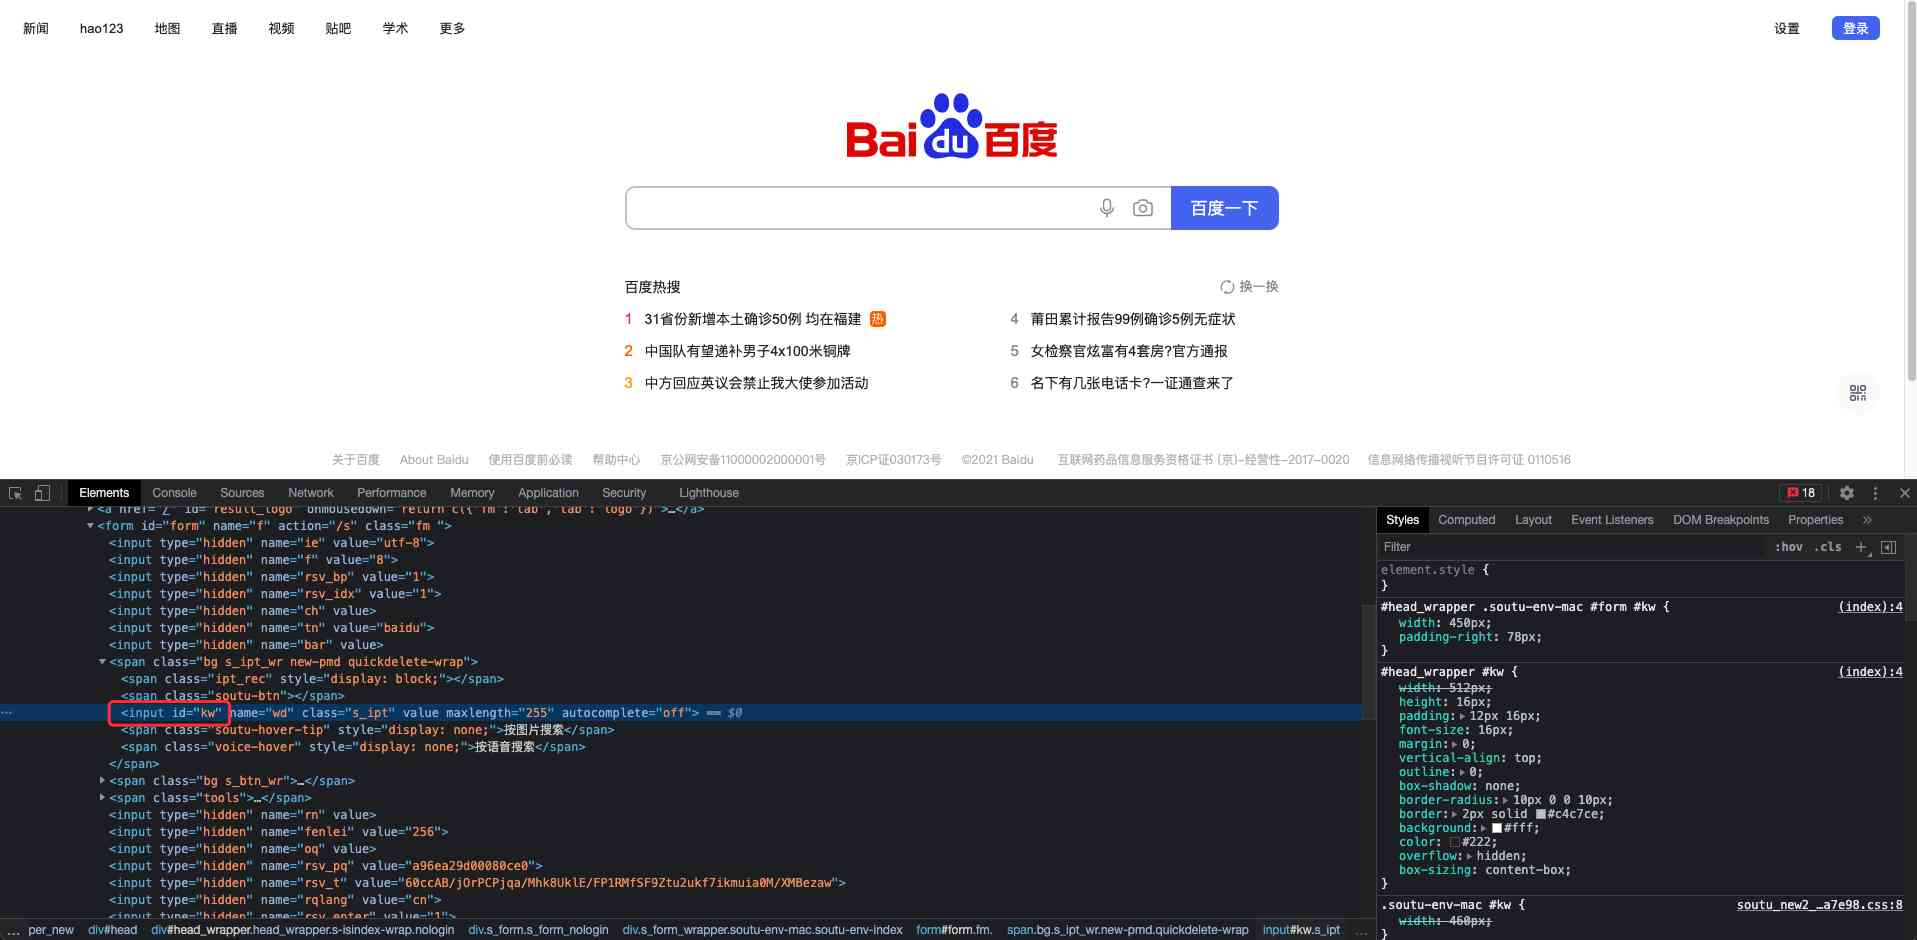 新闻 hao123 地图 直播 视频 贴吧 学术 更多 设置 登录
Bai du 百度
百度一下
百度热搜 换一换
1 31省份新增本土确诊50例 均在福建 热
2 中国队有望递补男子4x100米铜牌
3 中方回应英议会禁止我大使参加活动
4 莆田累计报告99例确诊5例无症状
5 女检察官炫富有4套房?官方通报
6 名下有几张电话卡?一证通查来了
关于百度 About Baidu 使用百度前必读 帮助中心 京公网安备11000002000001号 京ICP证030173号 ©2021 Baidu 互联网药品信息服务资格证书 (京)-经营性-2017-0020 信息网络传播视听节目许可证 0110516
Elements Console Sources Network Performance Memory Application Security Lighthouse 18
<a href="/" id="result_logo" onmousedown="return c({'fm':'tab','tab':'logo'})">…</a>
<form id="form" name="f" action="/s" class="fm ">
<input type="hidden" name="ie" value="utf-8">
<input type="hidden" name="f" value="8">
<input type="hidden" name="rsv_bp" value="1">
<input type="hidden" name="rsv_idx" value="1">
<input type="hidden" name="ch" value>
<input type="hidden" name="tn" value="baidu">
<input type="hidden" name="bar" value>
<span class="bg s_ipt_wr new-pmd quickdelete-wrap">
<span class="ipt_rec" style="display: block;"></span>
<span class="soutu-btn"></span>
<input id="kw" name="wd" class="s_ipt" value maxlength="255" autocomplete="off"> == $0
<span class="soutu-hover-tip" style="display: none;">按图片搜索</span>
<span class="voice-hover" style="display: none;">按语音搜索</span>
</span>
<span class="bg s_btn_wr">…</span>
<span class="tools">…</span>
<input type="hidden" name="rn" value>
<input type="hidden" name="fenlei" value="256">
<input type="hidden" name="oq" value>
<input type="hidden" name="rsv_pq" value="a96ea29d00080ce0">
<input type="hidden" name="rsv_t" value="60ccAB/jOrPCPjqa/Mhk8UklE/FP1RMfSF9Ztu2ukf7ikmuia0M/XMBezaw">
<input type="hidden" name="rqlang" value="cn">
<input type="hidden" name="rsv_enter" value="1">
… per_new div#head div#head_wrapper.head_wrapper.s-isindex-wrap.nologin div.s_form.s_form_nologin div.s_form_wrapper.soutu-env-mac.soutu-env-index form#form.fm. span.bg.s_ipt_wr.new-pmd.quickdelete-wrap input#kw.s_ipt …
Styles Computed Layout Event Listeners DOM Breakpoints Properties »
Filter :hov .cls +
element.style {
}
#head_wrapper .soutu-env-mac #form #kw { (index):4
width: 450px;
padding-right: 78px;
}
#head_wrapper #kw { (index):4
width: 512px;
height: 16px;
padding: 12px 16px;
font-size: 16px;
margin: 0;
vertical-align: top;
outline: 0;
box-shadow: none;
border-radius: 10px 0 0 10px;
border: 2px solid #c4c7ce;
background: #fff;
color: #222;
overflow: hidden;
box-sizing: content-box;
}
.soutu-env-mac #kw { soutu_new2_…a7e98.css:8
width: 460px;
}